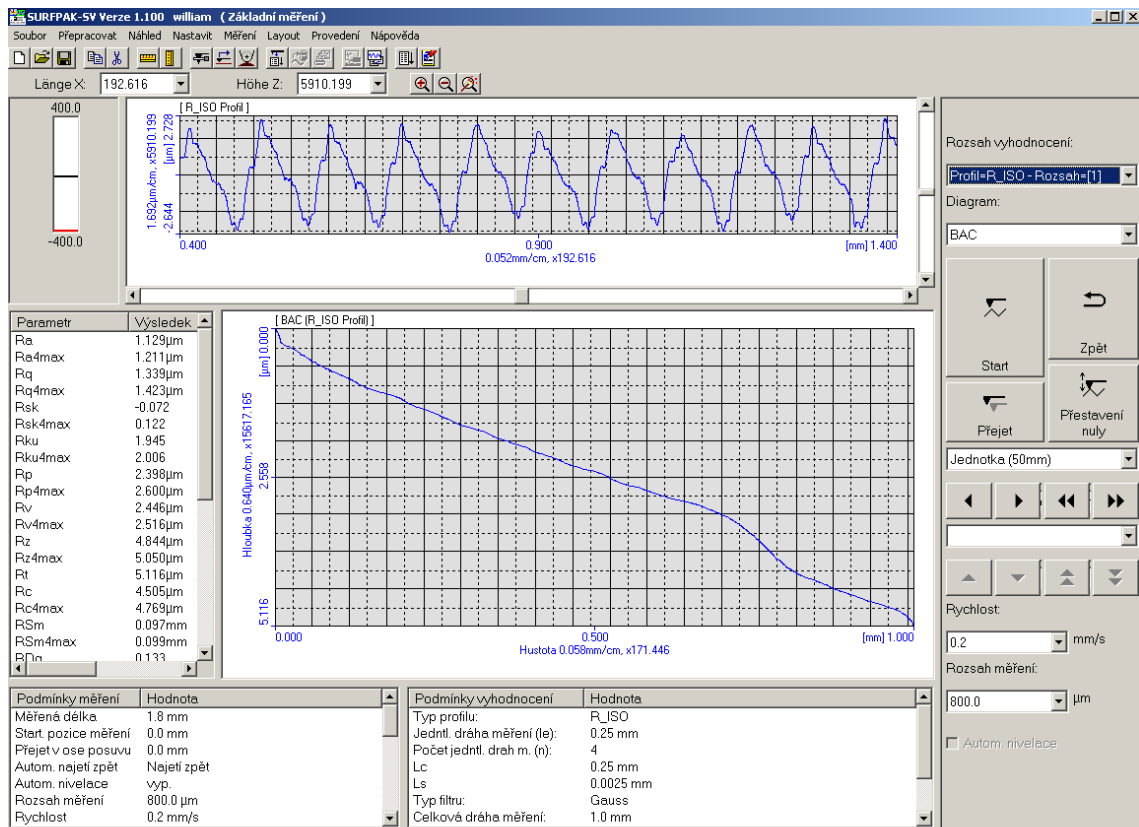 SURFPAK-SV Verze 1.100 william ( Základní měření )
Soubor Přepracovat Náhled Nastavit Měření Layout Provedení Nápověda
Länge X: 192.616 Höhe Z: 5910.199
400.0
-400.0
[ R_ISO Profil ]
1.692µm/cm, x5910.199
-2.644 [µm] 2.728
0.400 0.900 [mm] 1.400
0.052mm/cm, x192.616
Rozsah vyhodnocení:
Profil=R_ISO - Rozsah=[1]
Diagram:
BAC
Start
Zpět
Přejet
Přestavení
nuly
Jednotka (50mm)
Rychlost:
0.2 mm/s
Rozsah měření:
800.0 µm
Autom. nivelace
Parametr Výsledek
Ra 1.129µm
Ra4max 1.211µm
Rq 1.339µm
Rq4max 1.423µm
Rsk -0.072
Rsk4max 0.122
Rku 1.945
Rku4max 2.006
Rp 2.398µm
Rp4max 2.600µm
Rv 2.446µm
Rv4max 2.516µm
Rz 4.844µm
Rz4max 5.050µm
Rt 5.116µm
Rc 4.505µm
Rc4max 4.769µm
RSm 0.097mm
RSm4max 0.099mm
RDq 0.133
[ BAC (R_ISO Profil) ]
Hloubka 0.640µm/cm, x15617.165
5.116 2.558 [µm] 0.000
0.000 0.500 [mm] 1.000
Hustota 0.058mm/cm, x171.446
Podmínky měření Hodnota
Měřená délka 1.8 mm
Start. pozice měření 0.0 mm
Přejet v ose posuvu 0.0 mm
Autom. najetí zpět Najetí zpět
Autom. nivelace vyp.
Rozsah měření 800.0 µm
Rychlost 0.2 mm/s
Podmínky vyhodnocení Hodnota
Typ profilu: R_ISO
Jedntl. dráha měření (le): 0.25 mm
Počet jedntl. drah m. (n): 4
Lc 0.25 mm
Ls 0.0025 mm
Typ filtru: Gauss
Celková dráha měření: 1.0 mm